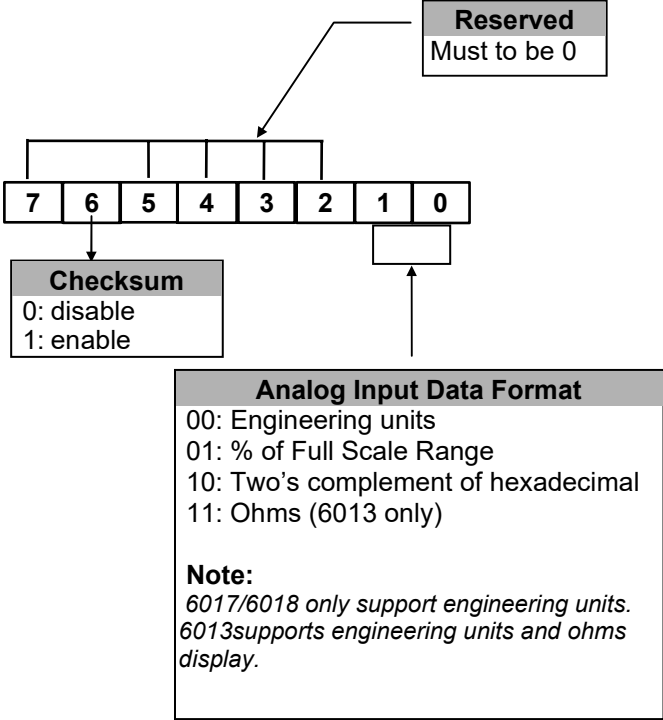 Reserved
Must to be 0
7 6 5 4 3 2 1 0
Checksum
0: disable
1: enable
Analog Input Data Format
00: Engineering units
01: % of Full Scale Range
10: Two’s complement of hexadecimal
11: Ohms (6013 only)
Note:
6017/6018 only support engineering units.
6013supports engineering units and ohms
display.